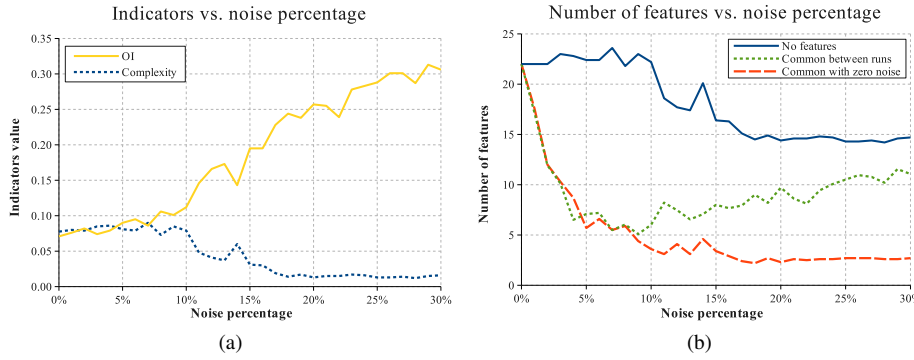 Indicators vs. noise percentage
0.35
0.30
0.25
0.20
0.15
0.10
0.05
0.00
Indicators value
OI
Complexity
0% 5% 10% 15% 20% 25% 30%
Noise percentage
(a)
Number of features vs. noise percentage
25
20
15
10
5
0
Number of features
No features
Common between runs
Common with zero noise
0% 5% 10% 15% 20% 25% 30%
Noise percentage
(b)